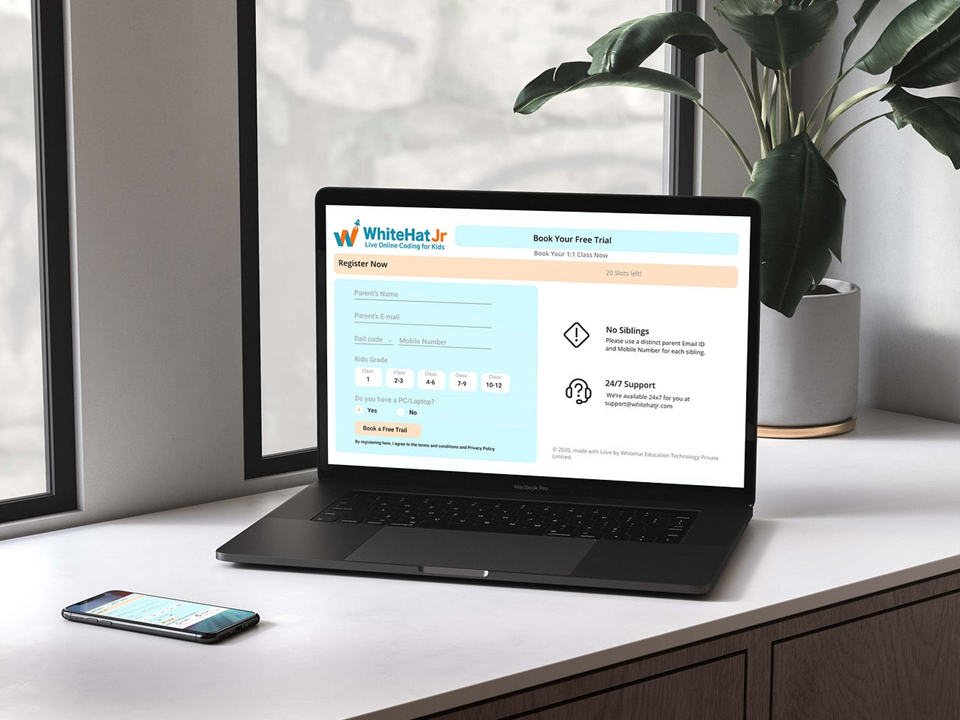 WhiteHat Jr
Live Online Coding for Kids
Book Your Free Trial
Book Your 1:1 Class Now
Register Now
20 Slots left!
Parent's Name
Parent's E-mail
Dail code
Mobile Number
Kids Grade
Class
1
Class
2-3
Class
4-6
Class
7-9
Class
10-12
Do you have a PC/Laptop?
Yes
No
Book a Free Trail
By registering here, I agree to the terms and conditions and Privacy Policy
No Siblings
Please use a distinct parent Email ID
and Mobile Number for each sibling.
24/7 Support
We're available 24x7 for you at
support@whitehatjr.com
© 2020, made with Love by Whitehat Education Technology Private
Limited.
MacBook Pro